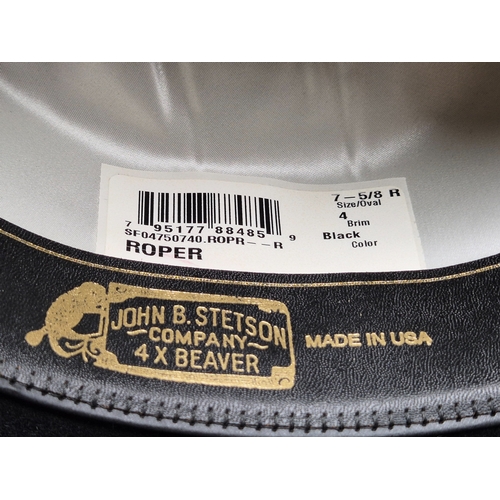 7 95177 88485 9
SF04750740.ROPR--R
ROPER
7-5/8 R
Size/Oval
4
Brim
Black
Color
JOHN B. STETSON
COMPANY
4 X BEAVER
MADE IN USA